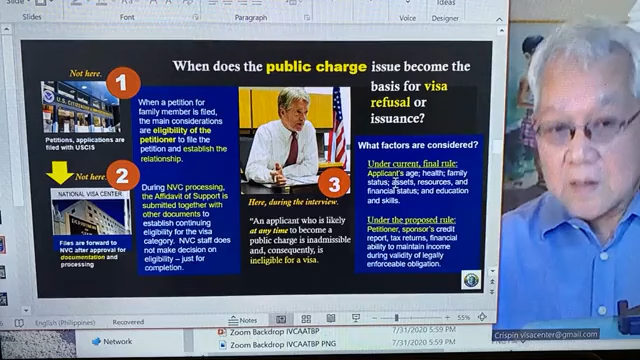 Slide
Font
Paragraph
Voice
Ideas
Designer
When does the public charge issue become the
basis for visa
refusal or
issuance?
Not here.
1
U.S. CITIZENSHIP
Petitions, applications are
filed with USCIS
Not here.
2
NATIONAL VISA CENTER
Files are forward to
NVC after approval for
documentation and
processing
When a petition for
family member is filed,
the main considerations
are eligibility of the
petitioner to file the
petition and establish the
relationship.
During NVC processing,
the Affidavit of Support is
submitted together with
other documents to
establish continuing
eligibility for the visa
category. NVC staff does
not make decision on
eligibility – just for
completion.
3
Here, during the interview.
"An applicant who is likely
at any time to become a
public charge is inadmissible
and, consequently, is
ineligible for a visa.
What factors are considered?
Under current, final rule:
Applicant's age; health; family
status; assets, resources, and
financial status; and education
and skills.
Under the proposed rule:
Petitioner, sponsor's credit
report, tax returns, financial
ability to maintain income
during validity of legally
enforceable obligation.
English (Philippines)
Recovered
Notes
55%
Network
Zoom Backdrop IVCAATBP
7/31/2020 5:59 PM
Zoom Backdrop IVCAATBP PNG
7/31/2020 5:59 PM
Crispin visacenter@gmail.com